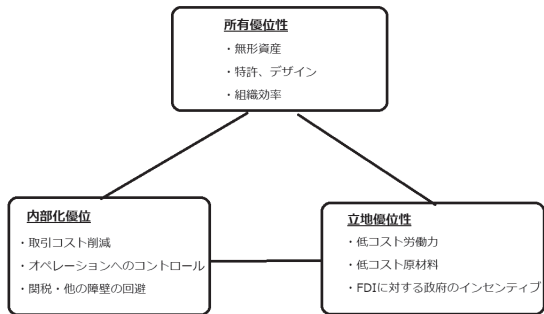 所有優位性
・無形資産
・特許、デザイン
・組織効率
内部化優位
・取引コスト削減
・オペレーションへのコントロール
・関税・他の障壁の回避
立地優位性
・低コスト労働力
・低コスト原材料
・FDIに対する政府のインセンティブ